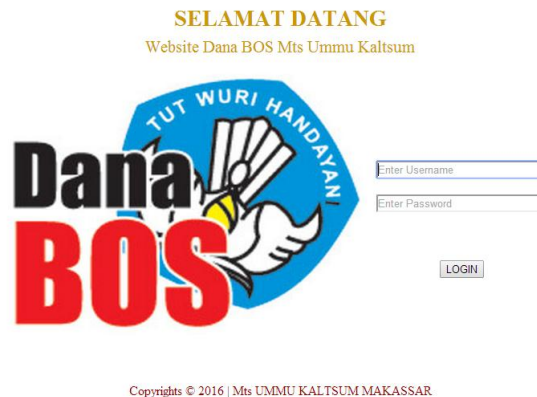 SELAMAT DATANG
Website Dana BOS Mts Ummu Kaltsum
TUT WURI HANDAYANI
Dana
BOS
Enter Username
Enter Password
LOGIN
Copyrights © 2016 | Mts UMMU KALTSUM MAKASSAR